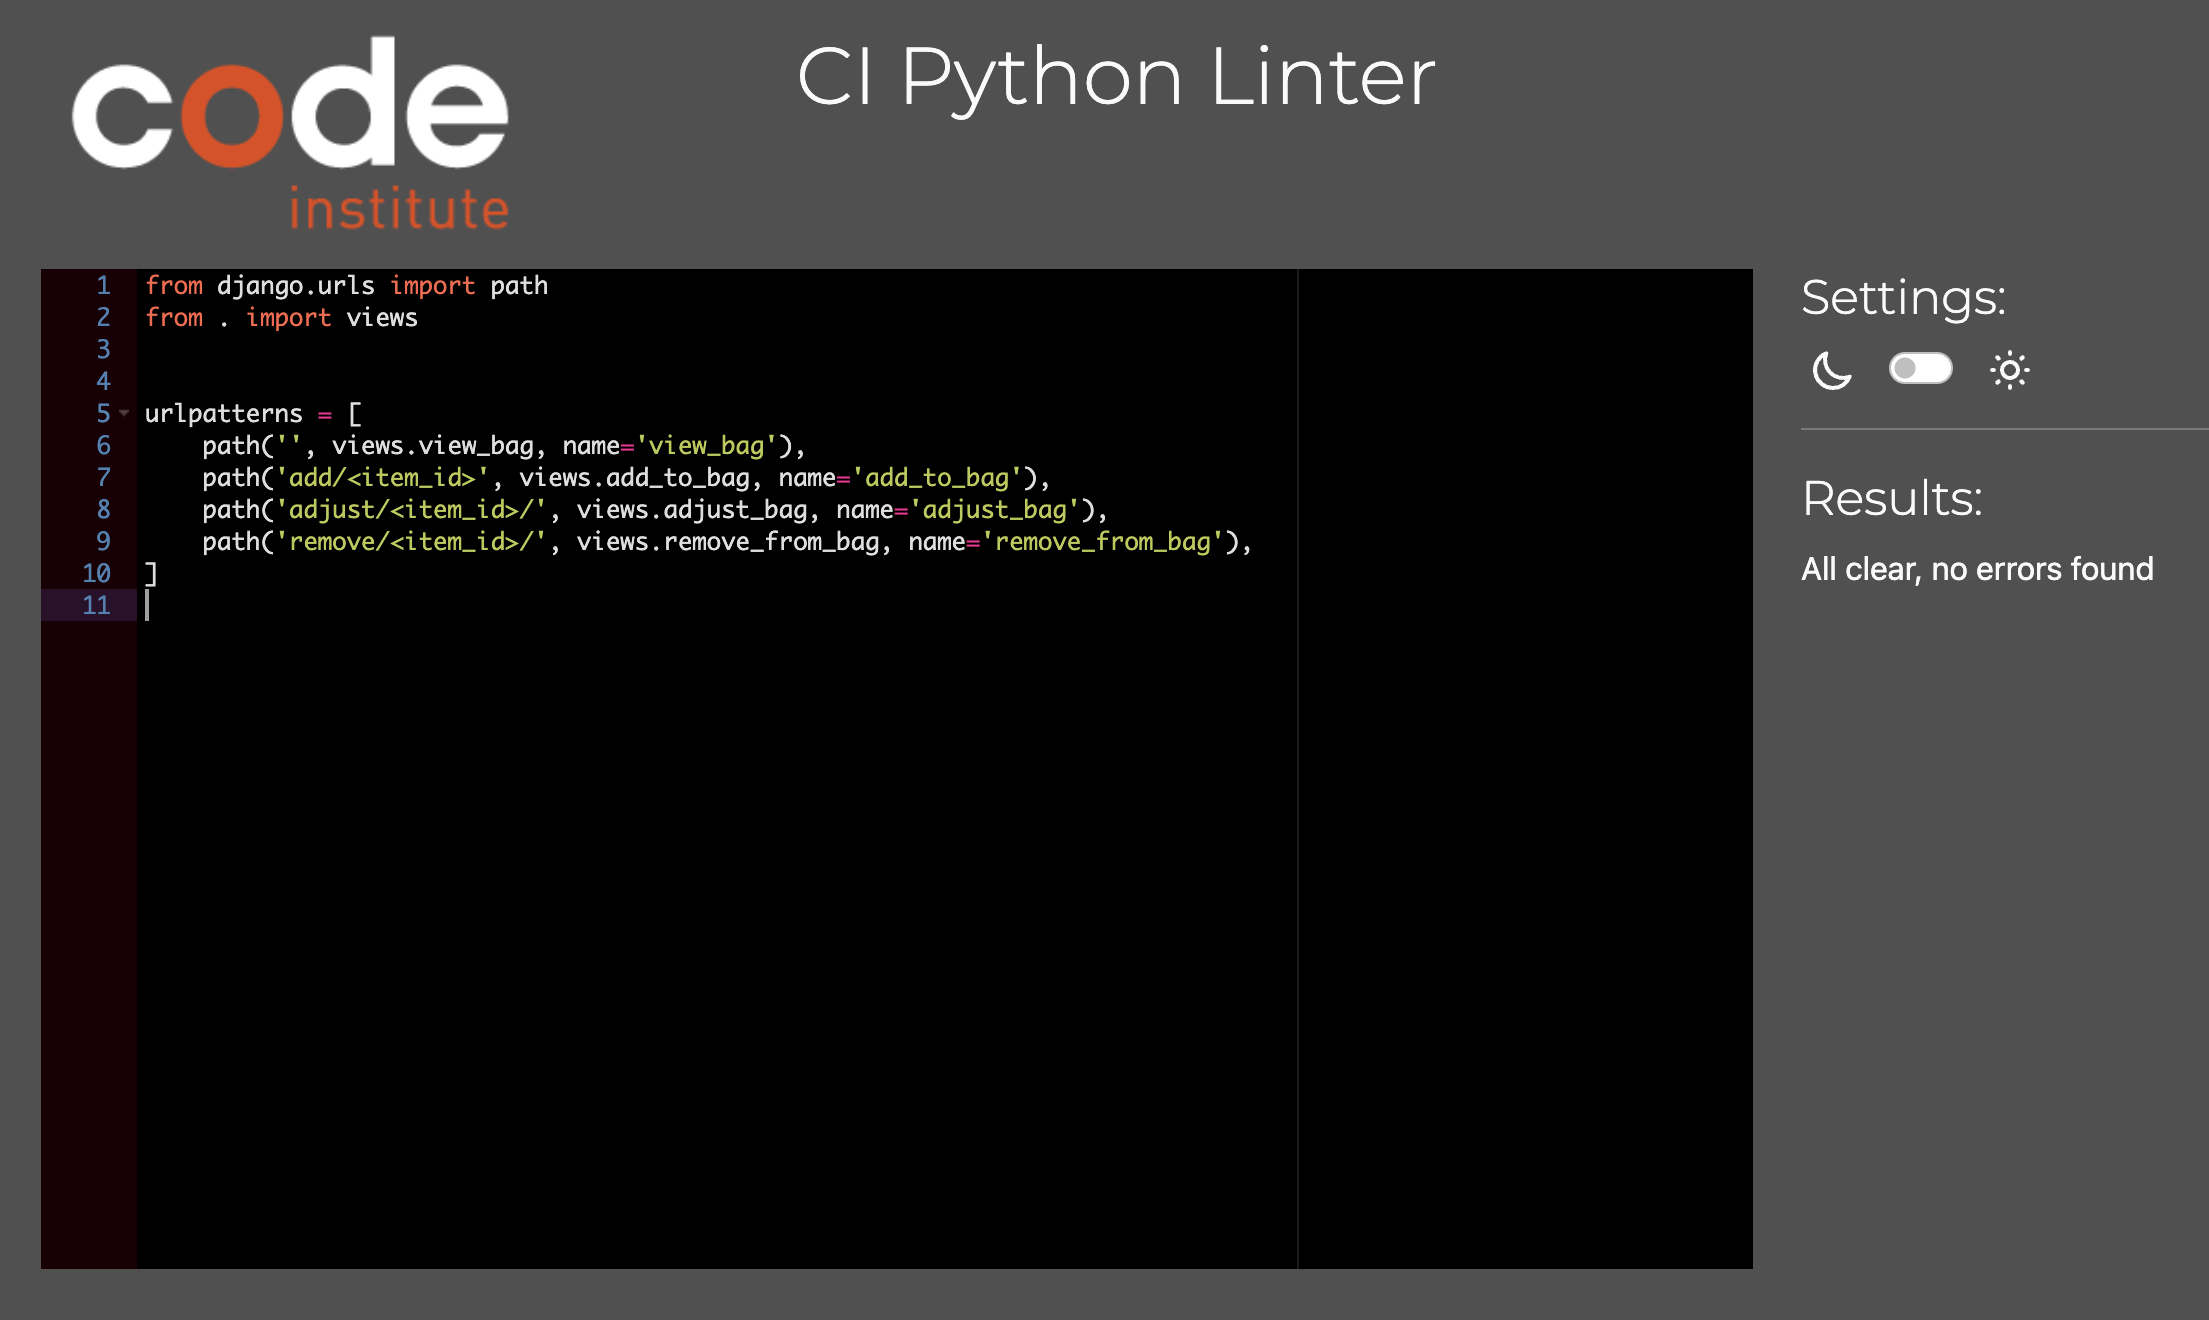 code
institute
CI Python Linter
1 from django.urls import path
2 from . import views
3
4
5 urlpatterns = [
6     path('', views.view_bag, name='view_bag'),
7     path('add/<item_id>', views.add_to_bag, name='add_to_bag'),
8     path('adjust/<item_id>/', views.adjust_bag, name='adjust_bag'),
9     path('remove/<item_id>/', views.remove_from_bag, name='remove_from_bag'),
10 ]
11
Settings:
Results:
All clear, no errors found